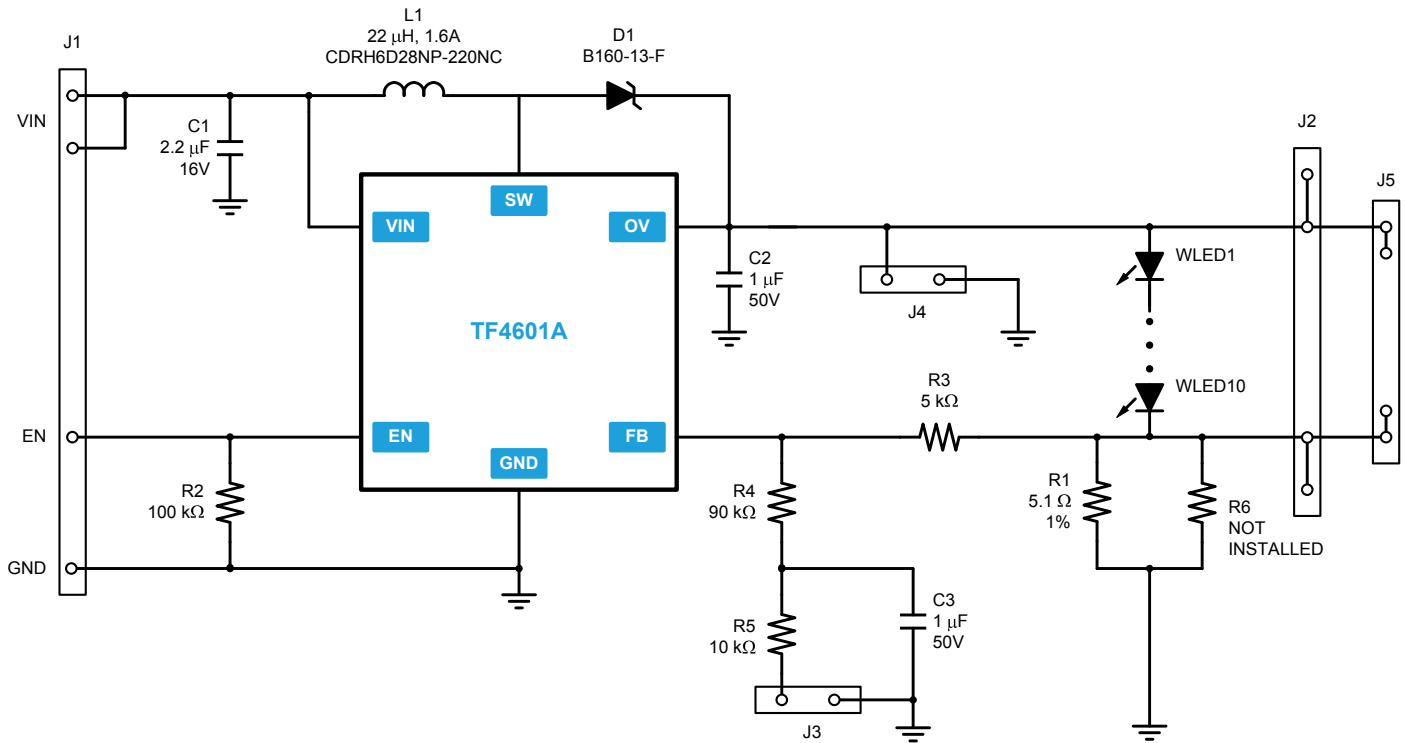 J1
VIN
EN
GND
L1
22 μH, 1.6A
CDRH6D28NP-220NC
D1
B160-13-F
C1
2.2 μF
16V
SW
VIN
OV
TF4601A
EN
FB
GND
R2
100 kΩ
C2
1 μF
50V
J4
WLED1
WLED10
J2
J5
R3
5 kΩ
R4
90 kΩ
R5
10 kΩ
C3
1 μF
50V
J3
R1
5.1 Ω
1%
R6
NOT
INSTALLED